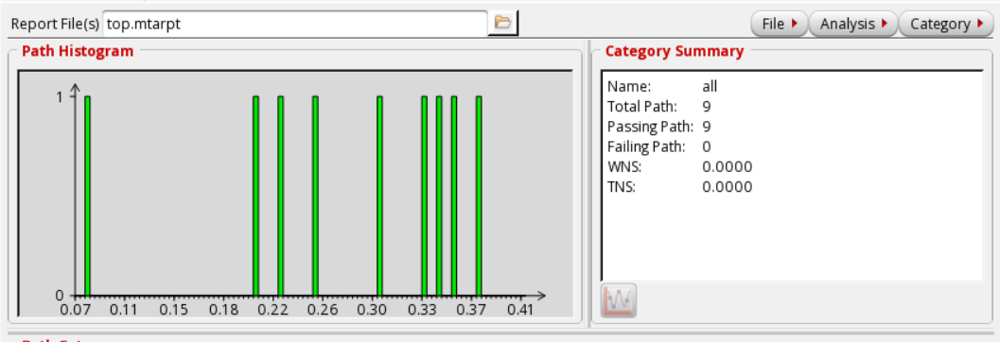 Report File(s) top.mtarpt File Analysis Category
Path Histogram
1
0
0.07 0.11 0.15 0.18 0.22 0.26 0.30 0.33 0.37 0.41
Category Summary
Name: all
Total Path: 9
Passing Path: 9
Failing Path: 0
WNS: 0.0000
TNS: 0.0000